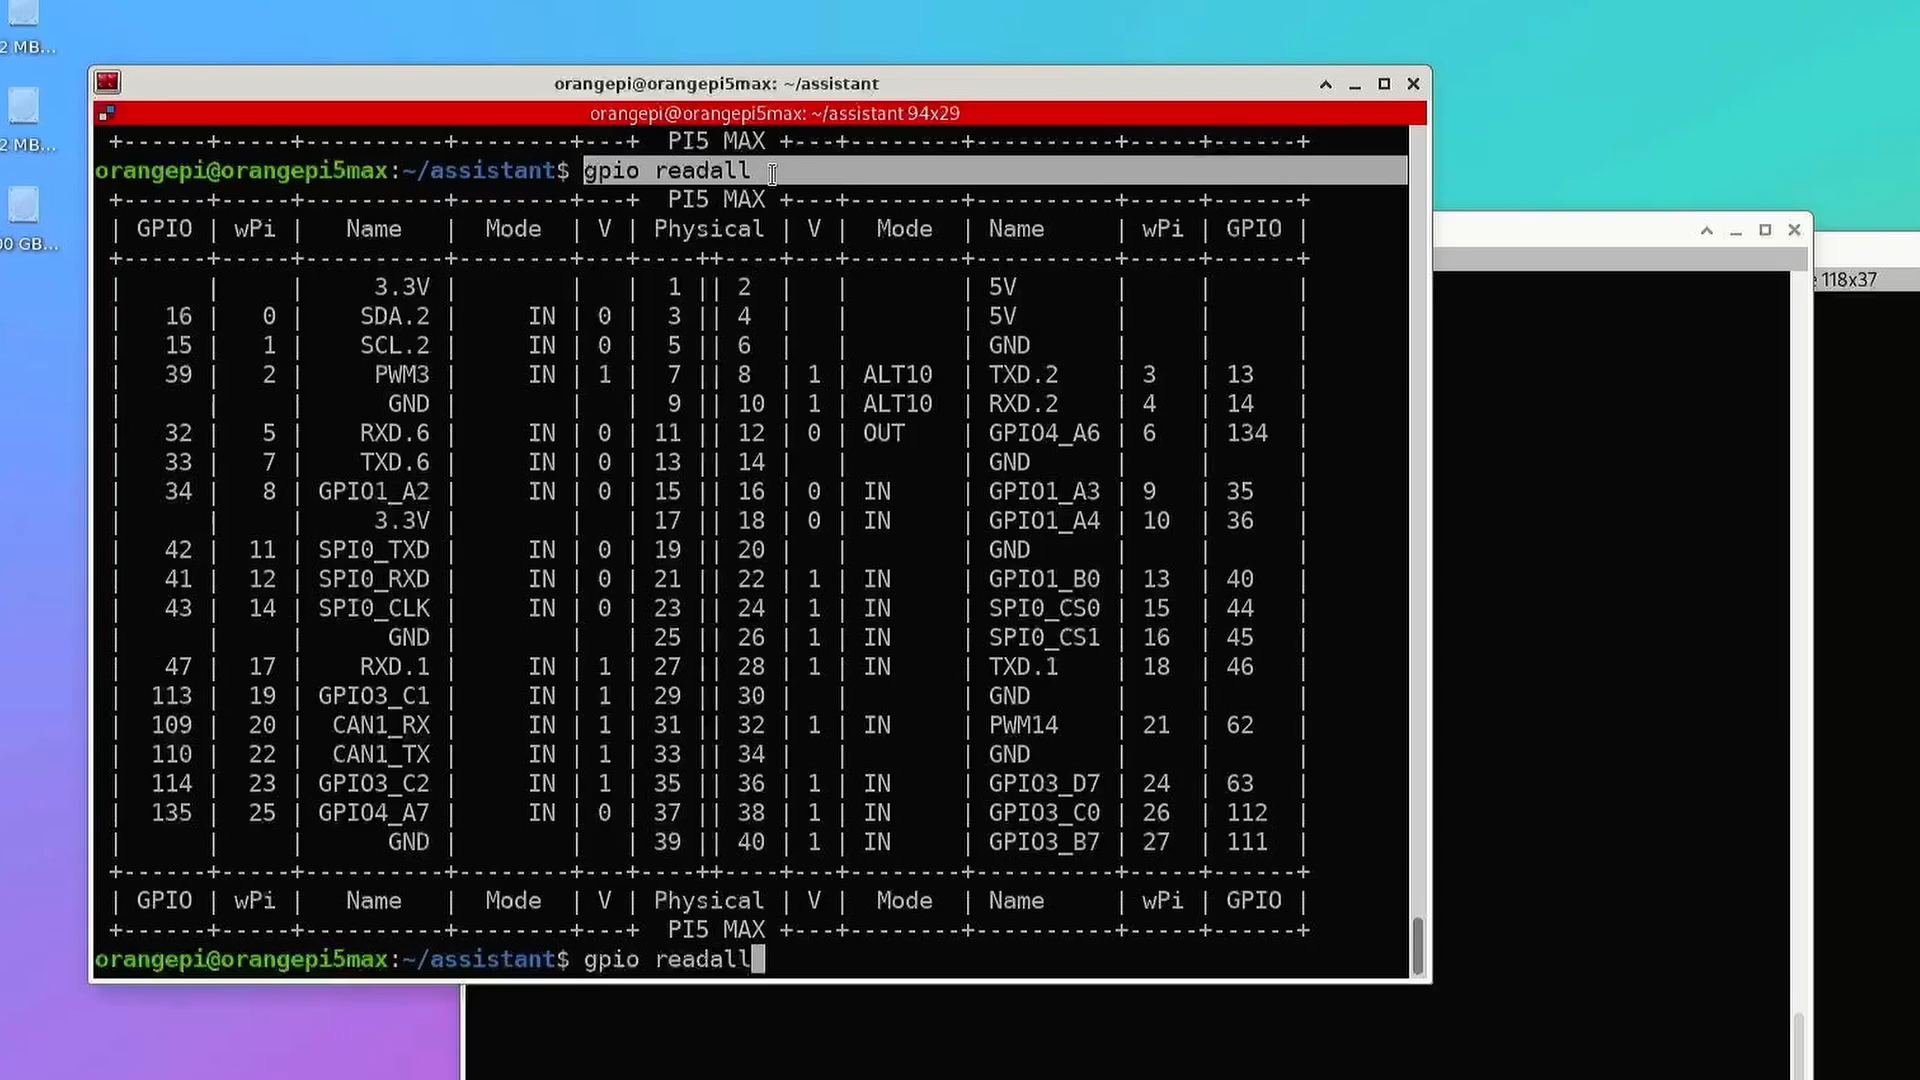 2 MB...
2 MB...
00 GB...
orangepi@orangepi5max: ~/assistant
orangepi@orangepi5max: ~/assistant 94x29
+------+-----+----------+--------+---+ PI5 MAX +---+--------+----------+-----+------+
orangepi@orangepi5max:~/assistant$ gpio readall
+------+-----+----------+--------+---+ PI5 MAX +---+--------+----------+-----+------+
| GPIO | wPi | Name | Mode | V | Physical | V | Mode | Name | wPi | GPIO |
+------+-----+----------+--------+---+----++----+---+--------+----------+-----+------+
| | | 3.3V | | | 1 || 2 | | | 5V | | |
| 16 | 0 | SDA.2 | IN | 0 | 3 || 4 | | | 5V | | |
| 15 | 1 | SCL.2 | IN | 0 | 5 || 6 | | | GND | | |
| 39 | 2 | PWM3 | IN | 1 | 7 || 8 | 1 | ALT10 | TXD.2 | 3 | 13 |
| | | GND | | | 9 || 10 | 1 | ALT10 | RXD.2 | 4 | 14 |
| 32 | 5 | RXD.6 | IN | 0 | 11 || 12 | 0 | OUT | GPIO4_A6 | 6 | 134 |
| 33 | 7 | TXD.6 | IN | 0 | 13 || 14 | | | GND | | |
| 34 | 8 | GPIO1_A2 | IN | 0 | 15 || 16 | 0 | IN | GPIO1_A3 | 9 | 35 |
| | | 3.3V | | | 17 || 18 | 0 | IN | GPIO1_A4 | 10 | 36 |
| 42 | 11 | SPI0_TXD | IN | 0 | 19 || 20 | | | GND | | |
| 41 | 12 | SPI0_RXD | IN | 0 | 21 || 22 | 1 | IN | GPIO1_B0 | 13 | 40 |
| 43 | 14 | SPI0_CLK | IN | 0 | 23 || 24 | 1 | IN | SPI0_CS0 | 15 | 44 |
| | | GND | | | 25 || 26 | 1 | IN | SPI0_CS1 | 16 | 45 |
| 47 | 17 | RXD.1 | IN | 1 | 27 || 28 | 1 | IN | TXD.1 | 18 | 46 |
| 113 | 19 | GPIO3_C1 | IN | 1 | 29 || 30 | | | GND | | |
| 109 | 20 | CAN1_RX | IN | 1 | 31 || 32 | 1 | IN | PWM14 | 21 | 62 |
| 110 | 22 | CAN1_TX | IN | 1 | 33 || 34 | | | GND | | |
| 114 | 23 | GPIO3_C2 | IN | 1 | 35 || 36 | 1 | IN | GPIO3_D7 | 24 | 63 |
| 135 | 25 | GPIO4_A7 | IN | 0 | 37 || 38 | 1 | IN | GPIO3_C0 | 26 | 112 |
| | | GND | | | 39 || 40 | 1 | IN | GPIO3_B7 | 27 | 111 |
+------+-----+----------+--------+---+----++----+---+--------+----------+-----+------+
| GPIO | wPi | Name | Mode | V | Physical | V | Mode | Name | wPi | GPIO |
+------+-----+----------+--------+---+ PI5 MAX +---+--------+----------+-----+------+
orangepi@orangepi5max:~/assistant$ gpio readall
118x37